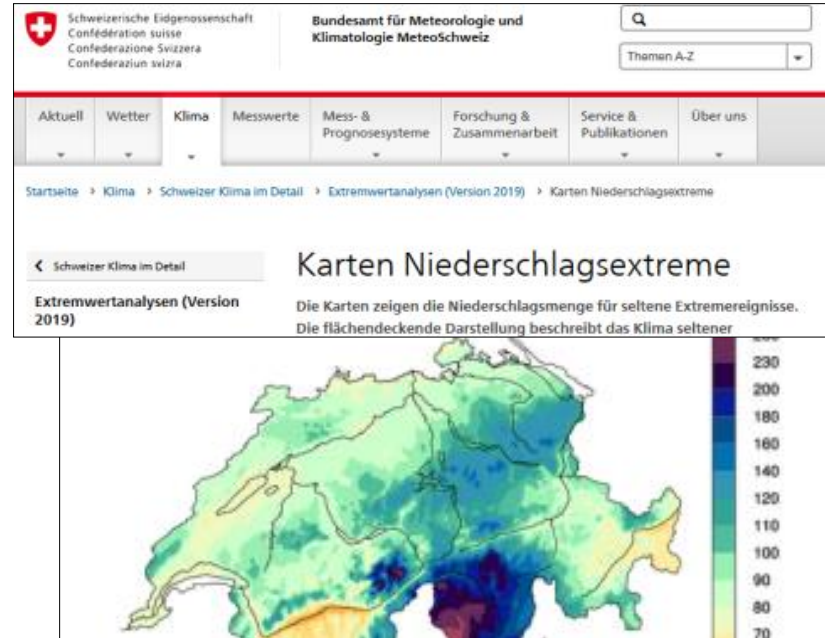 Schweizerische Eidgenossenschaft
Confédération suisse
Confederazione Svizzera
Confederaziun svizra
Bundesamt für Meteorologie und
Klimatologie MeteoSchweiz
Themen A-Z
Aktuell
Wetter
Klima
Messwerte
Mess- &
Prognosesysteme
Forschung &
Zusammenarbeit
Service &
Publikationen
Über uns
Startseite > Klima > Schweizer Klima im Detail > Extremwertanalysen (Version 2019) > Karten Niederschlagsextreme
Schweizer Klima im Detail
Extremwertanalysen (Version
2019)
Karten Niederschlagsextreme
Die Karten zeigen die Niederschlagsmenge für seltene Extremereignisse.
Die flächendeckende Darstellung beschreibt das Klima seltener
230
200
180
160
140
120
110
100
90
80
70